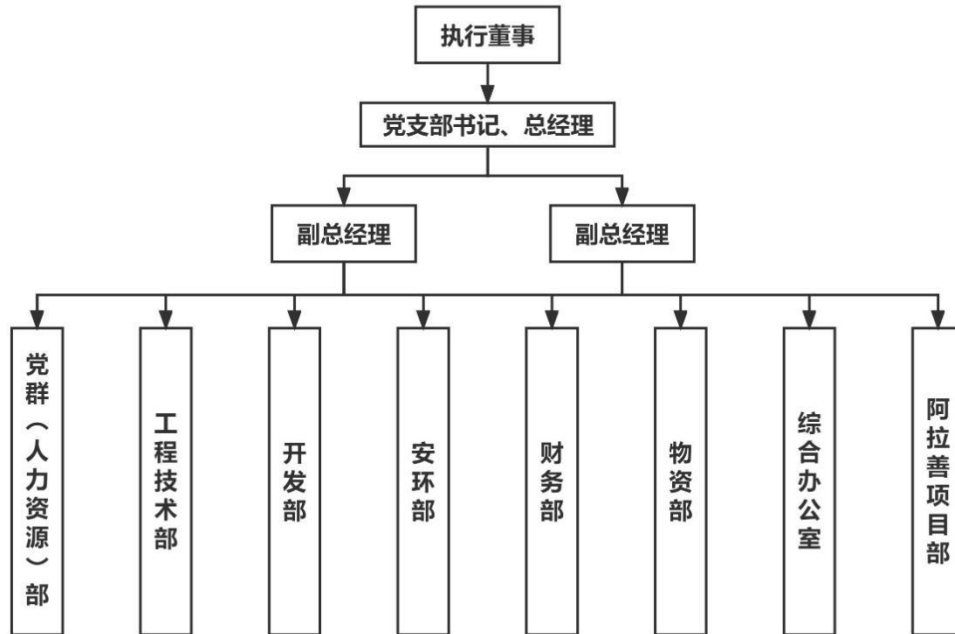 执行董事
党支部书记、总经理
副总经理
副总经理
党群（人力资源）部
工程技术部
开发部
安环部
财务部
物资部
综合办公室
阿拉善项目部